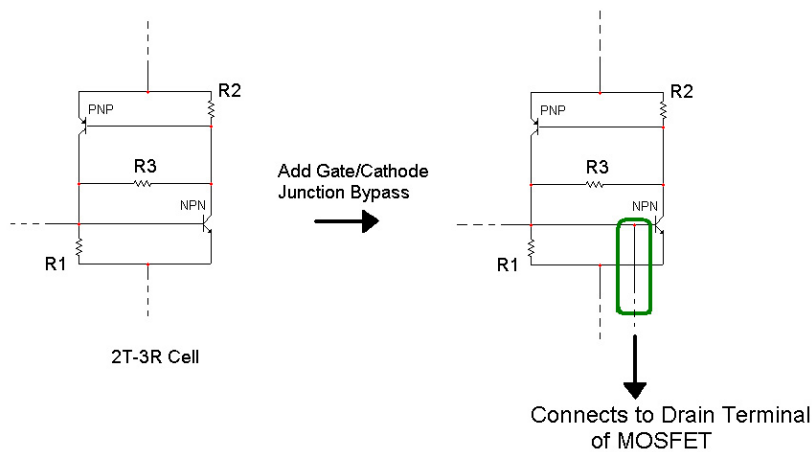 R2
PNP
R3
NPN
R1
2T-3R Cell
Add Gate/Cathode
Junction Bypass
R2
PNP
R3
NPN
R1
Connects to Drain Terminal
of MOSFET